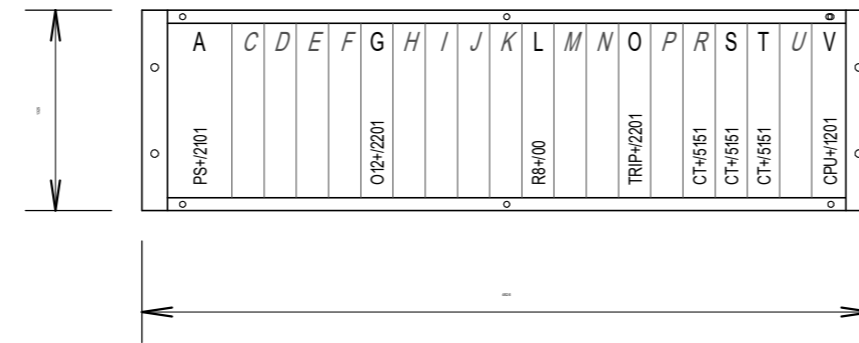 A C D E F G H I J K L M N O P R S T U V
PS+/2101
O12+/2201
R8+/00
TRIP+/2201
CT+/5151
CT+/5151
CT+/5151
CPU+/1201